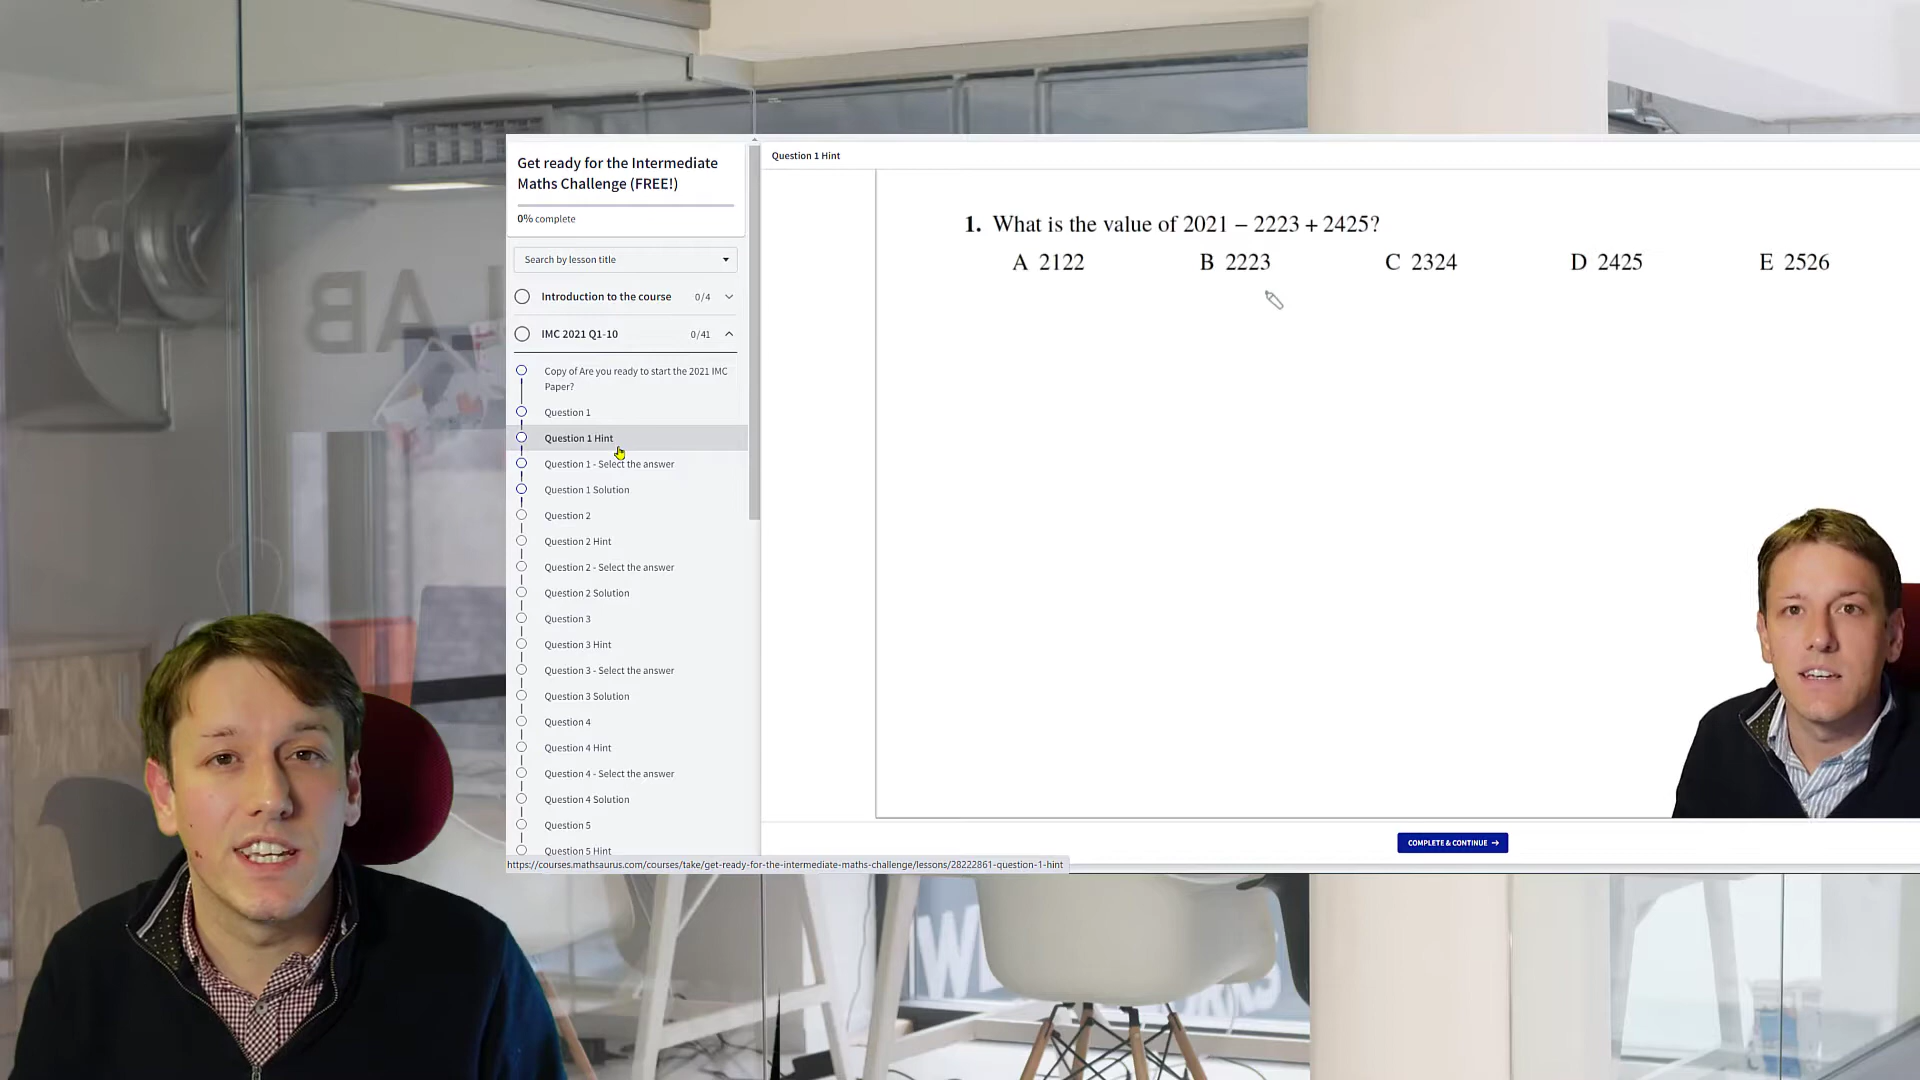 Get ready for the Intermediate
Maths Challenge (FREE!)
0% complete
Search by lesson title
Introduction to the course 0/4
IMC 2021 Q1-10 0/41
Copy of Are you ready to start the 2021 IMC
Paper?
Question 1
Question 1 Hint
Question 1 - Select the answer
Question 1 Solution
Question 2
Question 2 Hint
Question 2 - Select the answer
Question 2 Solution
Question 3
Question 3 Hint
Question 3 - Select the answer
Question 3 Solution
Question 4
Question 4 Hint
Question 4 - Select the answer
Question 4 Solution
Question 5
Question 5 Hint
https://courses.mathsaurus.com/courses/take/get-ready-for-the-intermediate-maths-challenge/lessons/28222861-question-1-hint
Question 1 Hint
1. What is the value of 2021 − 2223 + 2425?
A 2122 B 2223 C 2324 D 2425 E 2526
COMPLETE & CONTINUE →
LAB